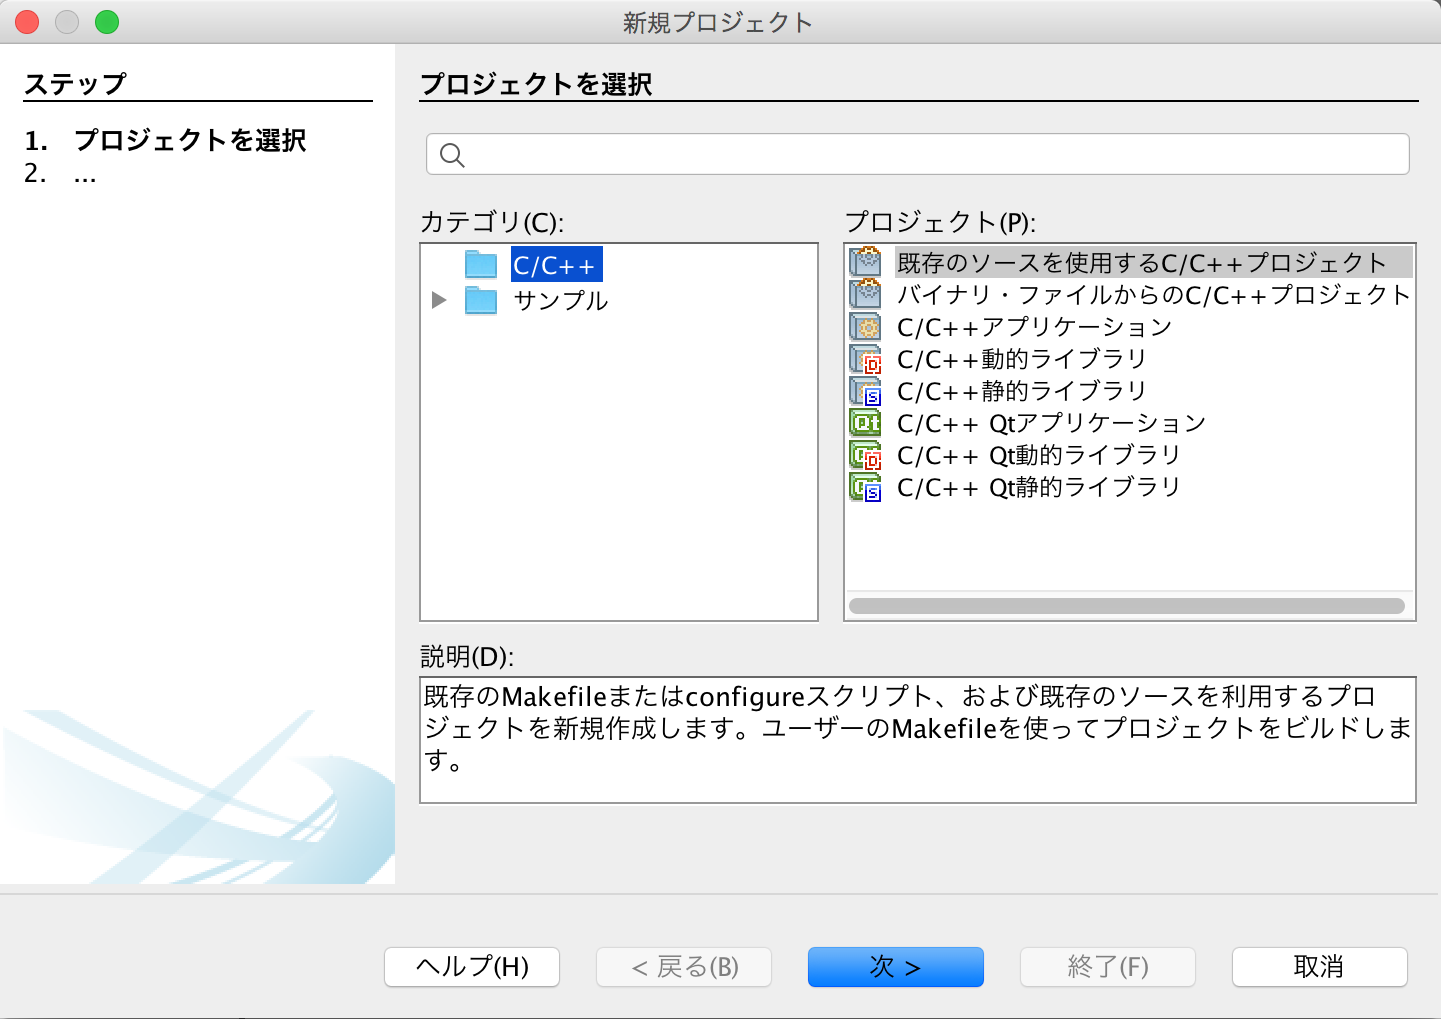 新規プロジェクト
ステップ
1. プロジェクトを選択
2. ...
プロジェクトを選択
カテゴリ(C):
C/C++
サンプル
プロジェクト(P):
既存のソースを使用するC/C++プロジェクト
バイナリ・ファイルからのC/C++プロジェクト
C/C++アプリケーション
C/C++動的ライブラリ
C/C++静的ライブラリ
C/C++ Qtアプリケーション
C/C++ Qt動的ライブラリ
C/C++ Qt静的ライブラリ
説明(D):
既存のMakefileまたはconfigureスクリプト、および既存のソースを利用するプロ
ジェクトを新規作成します。ユーザーのMakefileを使ってプロジェクトをビルドしま
す。
ヘルプ(H)
< 戻る(B)
次 >
終了(F)
取消